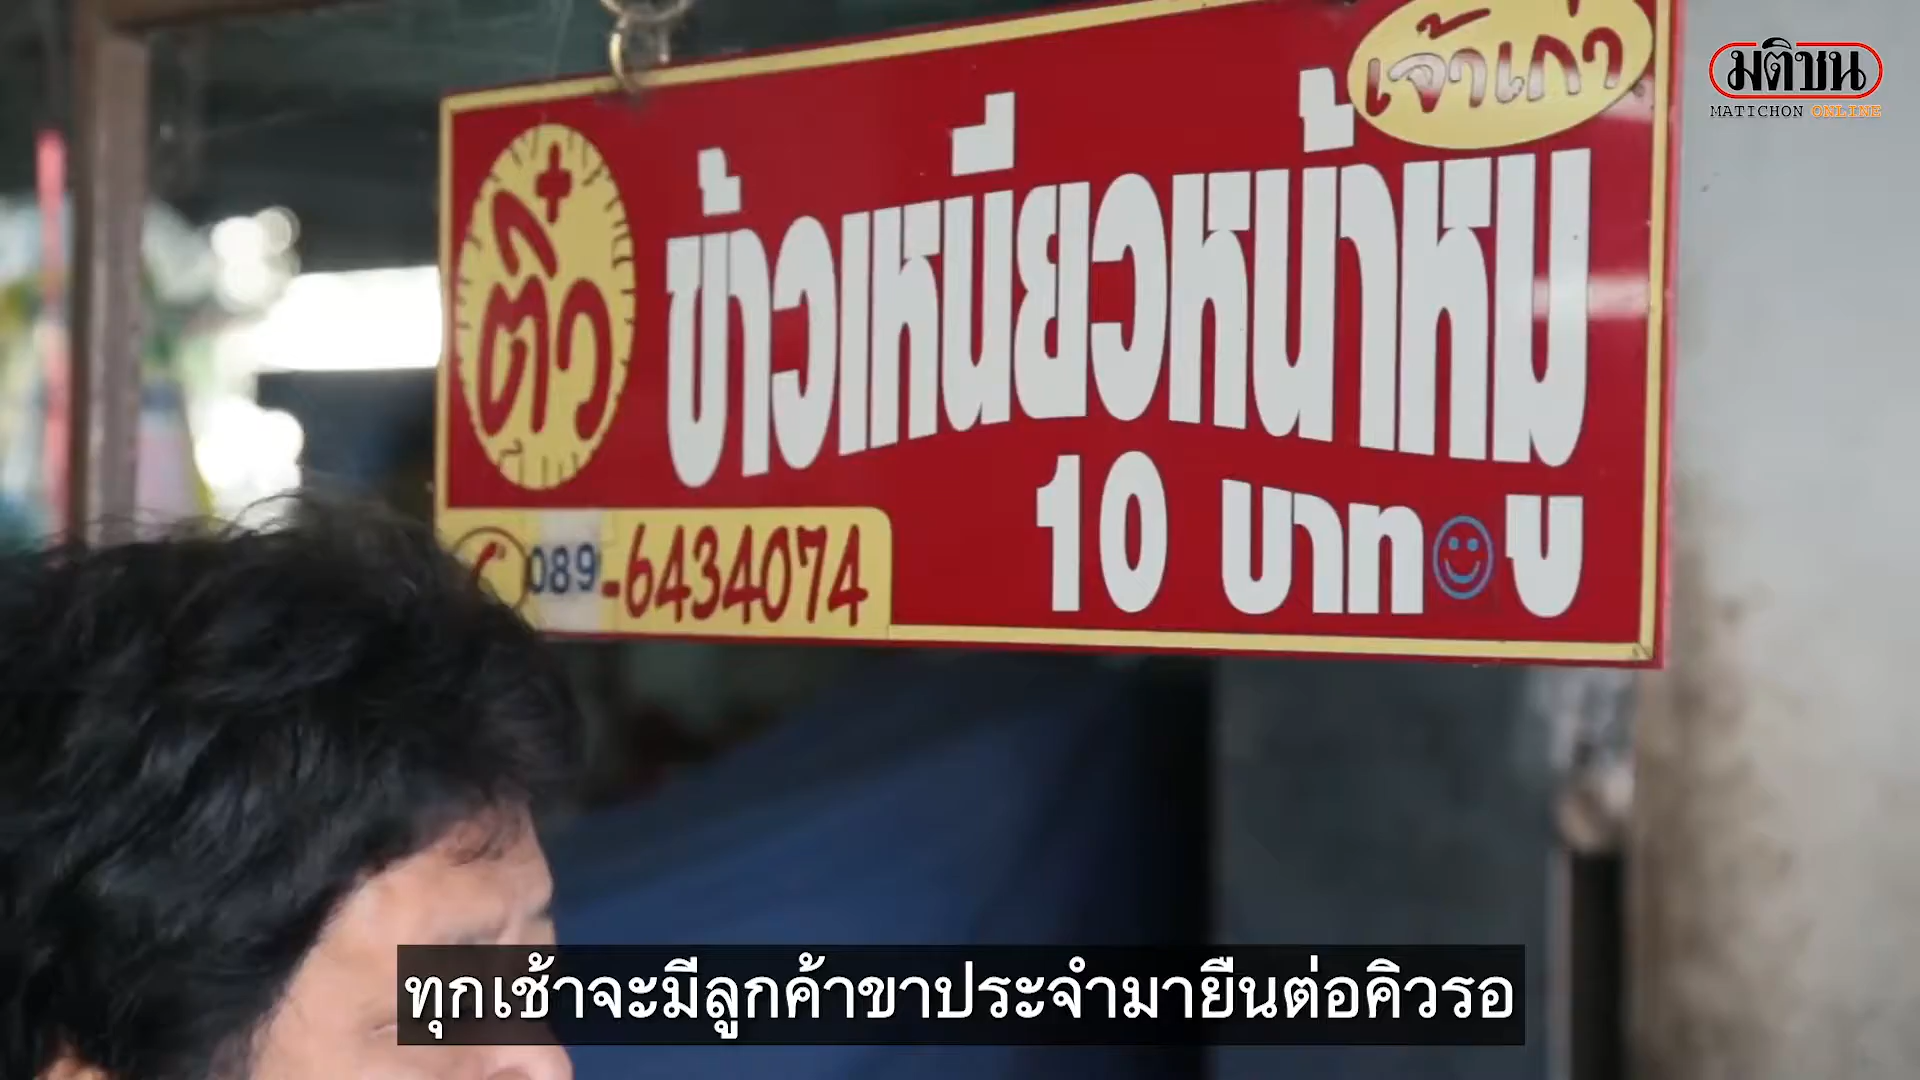 เจ้าเก่า
มติชน
MATICHON ONLINE
ติ๋ว
ข้าวเหนียวหน้าหมู
10 บาท
089-6434074
ทุกเช้าจะมีลูกค้าขาประจำมายืนต่อคิวรอ